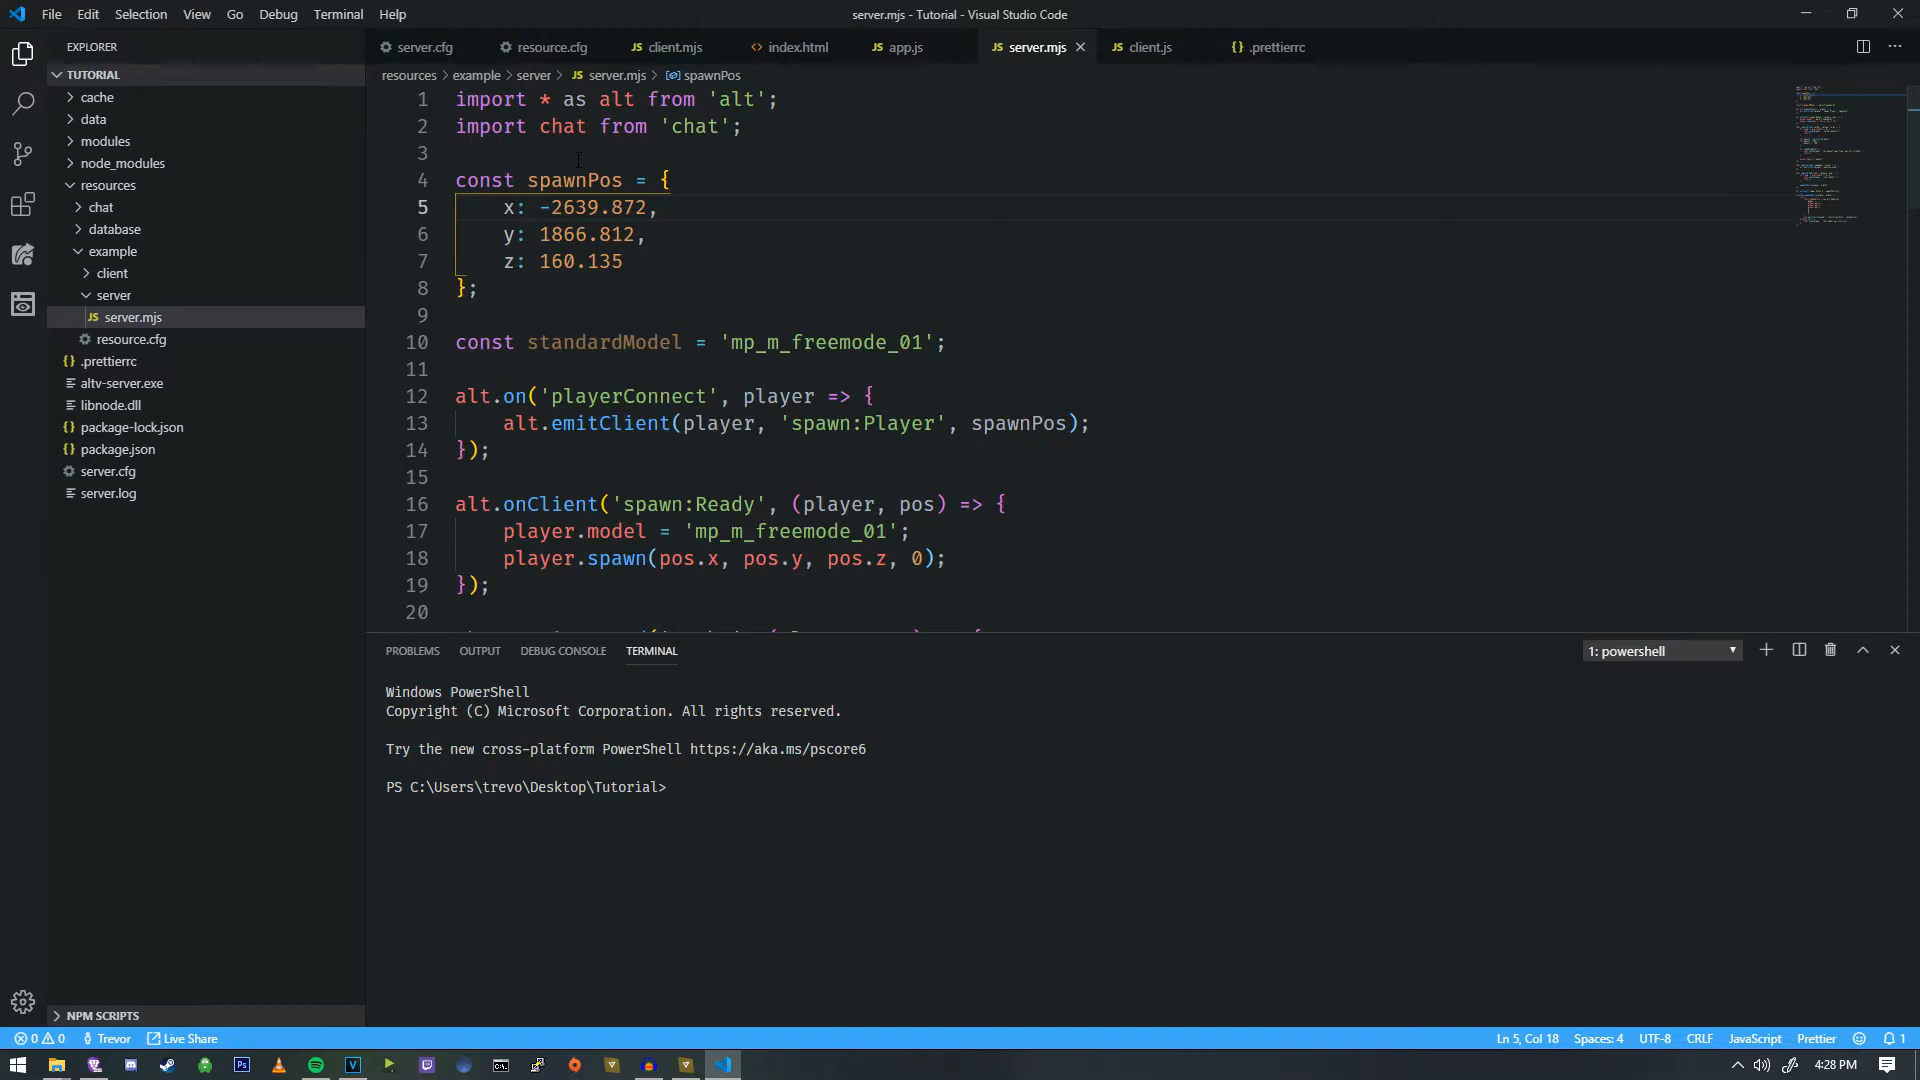 File Edit Selection View Go Debug Terminal Help
server.mjs - Tutorial - Visual Studio Code
EXPLORER
server.cfg resource.cfg JS client.mjs <> index.html JS app.js JS server.mjs JS client.js {} .prettierrc
TUTORIAL
resources > example > server > JS server.mjs > spawnPos
cache
data
modules
node_modules
resources
chat
database
example
client
server
JS server.mjs
resource.cfg
{} .prettierrc
altv-server.exe
libnode.dll
{} package-lock.json
{} package.json
server.cfg
server.log
NPM SCRIPTS
1 import * as alt from 'alt';
2 import chat from 'chat';
3
4 const spawnPos = {
5 x: -2639.872,
6 y: 1866.812,
7 z: 160.135
8 };
9
10 const standardModel = 'mp_m_freemode_01';
11
12 alt.on('playerConnect', player => {
13 alt.emitClient(player, 'spawn:Player', spawnPos);
14 });
15
16 alt.onClient('spawn:Ready', (player, pos) => {
17 player.model = 'mp_m_freemode_01';
18 player.spawn(pos.x, pos.y, pos.z, 0);
19 });
20
PROBLEMS OUTPUT DEBUG CONSOLE TERMINAL
1: powershell
Windows PowerShell
Copyright (C) Microsoft Corporation. All rights reserved.
Try the new cross-platform PowerShell https://aka.ms/pscore6
PS C:\Users\trevo\Desktop\Tutorial>
0 0 Trevor Live Share
Ln 5, Col 18 Spaces: 4 UTF-8 CRLF JavaScript Prettier 1
Ps V
4:28 PM